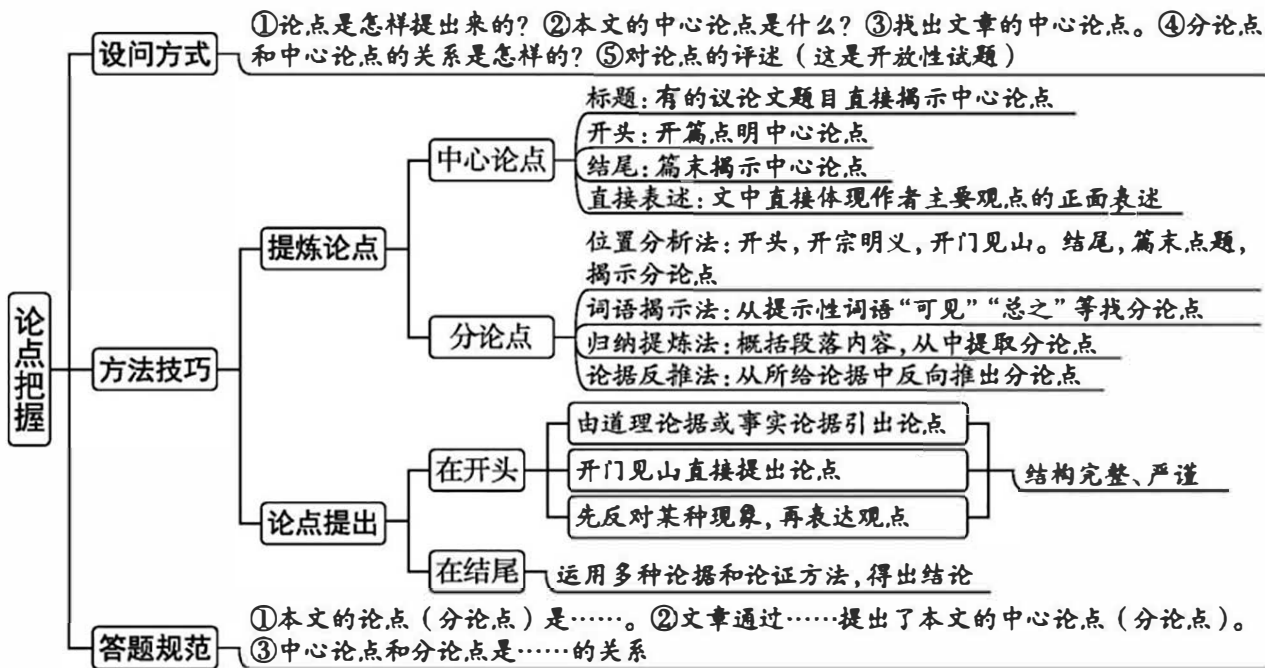 ①论点是怎样提出来的？②本文的中心论点是什么？③找出文章的中心论点。④分论点
设问方式
和中心论点的关系是怎样的？⑤对论点的评述（这是开放性试题）
标题：有的议论文题目直接揭示中心论点
开头：开篇点明中心论点
中心论点
结尾：篇末揭示中心论点
直接表述：文中直接体现作者主要观点的正面表述
提炼论点
位置分析法：开头，开宗明义，开门见山。结尾，篇末点题，
揭示分论点
词语揭示法：从提示性词语“可见”“总之”等找分论点
分论点
归纳提炼法：概括段落内容，从中提取分论点
论据反推法：从所给论据中反向推出分论点
论点把握
方法技巧
由道理论据或事实论据引出论点
在开头
开门见山直接提出论点
结构完整、严谨
先反对某种现象，再表达观点
论点提出
在结尾
运用多种论据和论证方法，得出结论
①本文的论点（分论点）是……。②文章通过……提出了本文的中心论点（分论点）。
答题规范
③中心论点和分论点是……的关系